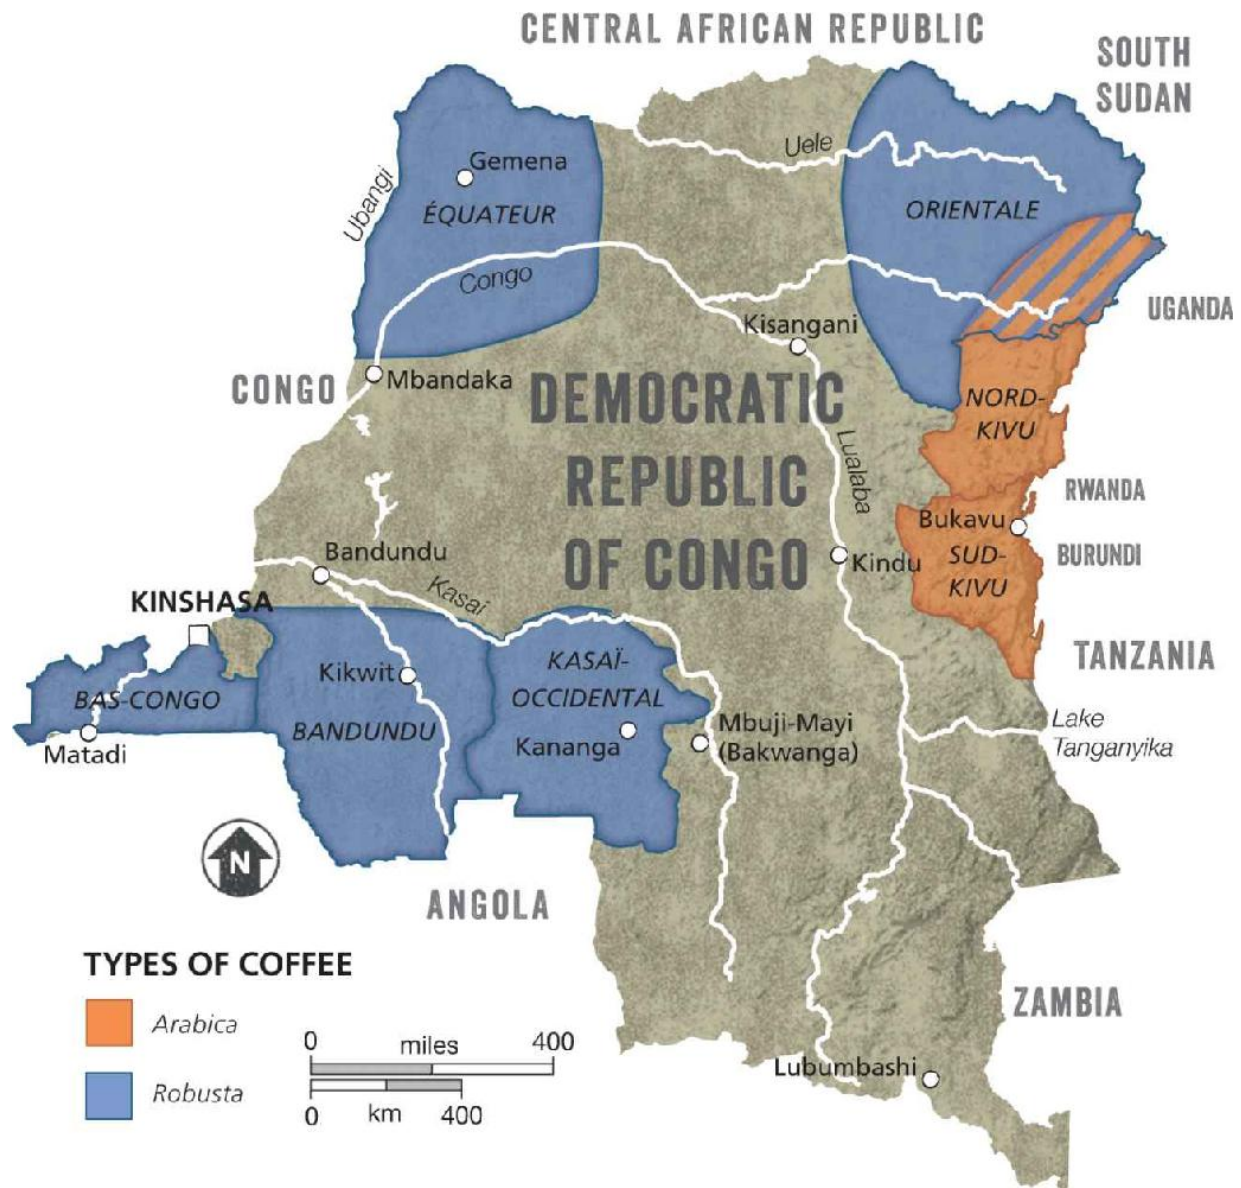 CENTRAL AFRICAN REPUBLIC
SOUTH
SUDAN
Uele
Gemena
Ubangi
ÉQUATEUR
ORIENTALE
Congo
UGANDA
Kisangani
CONGO
Mbandaka
DEMOCRATIC
REPUBLIC
OF CONGO
NORD-
KIVU
Lualaba
RWANDA
Bukavu
BURUNDI
SUD-
KIVU
Bandundu
Kindu
Kasai
KINSHASA
TANZANIA
KASAÏ-
OCCIDENTAL
Kikwit
BAS-CONGO
BANDUNDU
Matadi
Kananga
Mbuji-Mayi
(Bakwanga)
Lake
Tanganyika
N
ANGOLA
TYPES OF COFFEE
Arabica
Robusta
0 miles 400
0 km 400
ZAMBIA
Lubumbashi